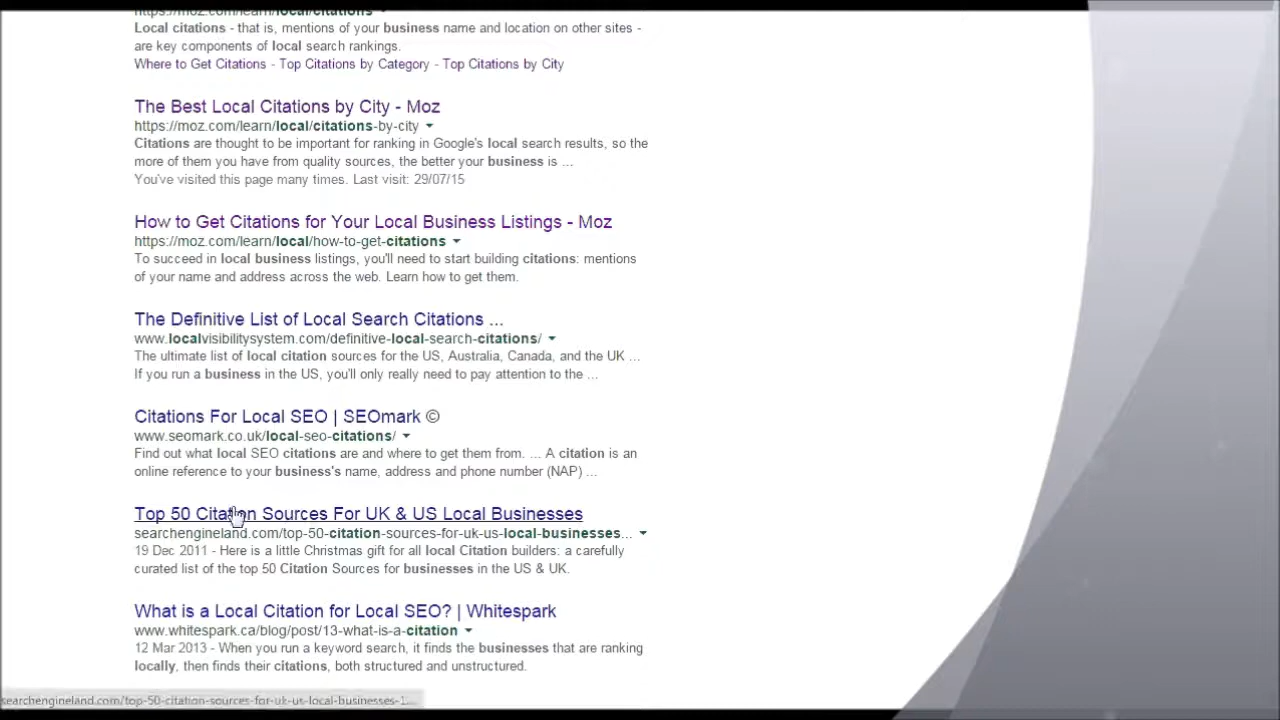 https://moz.com/learn/local/citations
Local citations - that is, mentions of your business name and location on other sites -
are key components of local search rankings.
Where to Get Citations - Top Citations by Category - Top Citations by City
The Best Local Citations by City - Moz
https://moz.com/learn/local/citations-by-city
Citations are thought to be important for ranking in Google's local search results, so the
more of them you have from quality sources, the better your business is ...
You've visited this page many times. Last visit: 29/07/15
How to Get Citations for Your Local Business Listings - Moz
https://moz.com/learn/local/how-to-get-citations
To succeed in local business listings, you'll need to start building citations: mentions
of your name and address across the web. Learn how to get them.
The Definitive List of Local Search Citations ...
www.localvisibilitysystem.com/definitive-local-search-citations/
The ultimate list of local citation sources for the US, Australia, Canada, and the UK ...
If you run a business in the US, you'll only really need to pay attention to the ...
Citations For Local SEO | SEOmark ©
www.seomark.co.uk/local-seo-citations/
Find out what local SEO citations are and where to get them from. ... A citation is an
online reference to your business's name, address and phone number (NAP) ...
Top 50 Citation Sources For UK & US Local Businesses
searchengineland.com/top-50-citation-sources-for-uk-us-local-businesses...
19 Dec 2011 - Here is a little Christmas gift for all local Citation builders: a carefully
curated list of the top 50 Citation Sources for businesses in the US & UK.
What is a Local Citation for Local SEO? | Whitespark
www.whitespark.ca/blog/post/13-what-is-a-citation
12 Mar 2013 - When you run a keyword search, it finds the businesses that are ranking
locally, then finds their citations, both structured and unstructured.
searchengineland.com/top-50-citation-sources-for-uk-us-local-businesses-1...